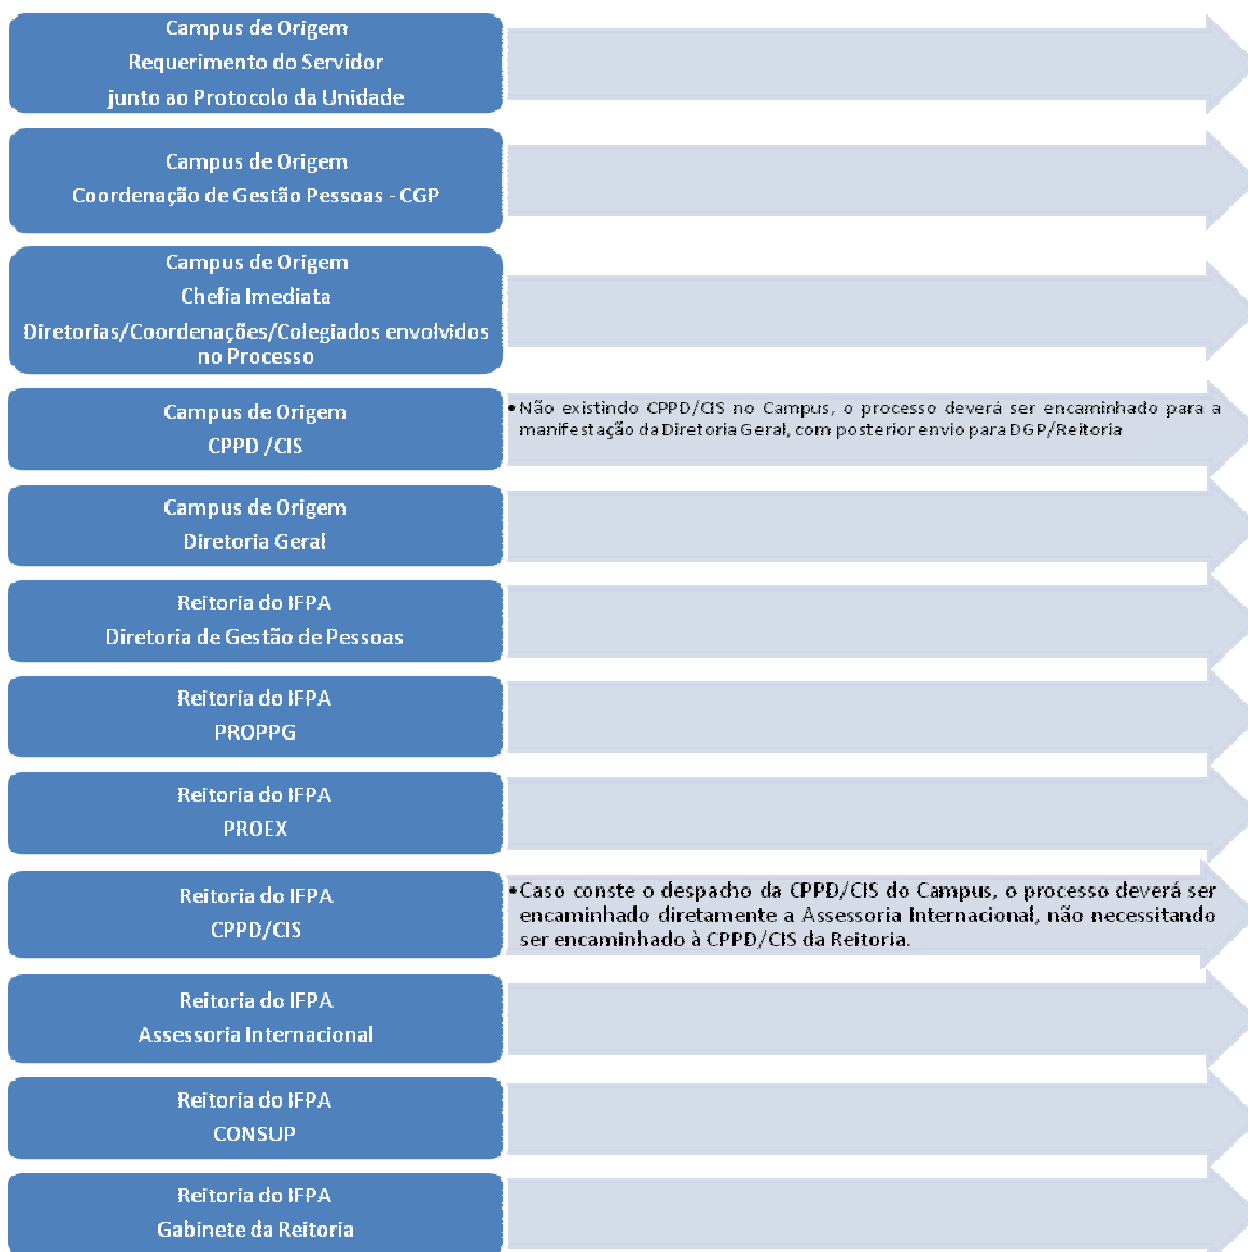 Campus de Origem
Requerimento do Servidor
junto ao Protocolo da Unidade
Campus de Origem
Coordenação de Gestão Pessoas - CGP
Campus de Origem
Chefia Imediata
Diretorias/Coordenações/Colegiados envolvidos
no Processo
Campus de Origem
CPPD /CIS
•Não existindo CPPD/CIS no Campus, o processo deverá ser encaminhado para a
manifestação da Diretoria Geral, com posterior envio para DGP/Reitoria
Campus de Origem
Diretoria Geral
Reitoria do IFPA
Diretoria de Gestão de Pessoas
Reitoria do IFPA
PROPPG
Reitoria do IFPA
PROEX
Reitoria do IFPA
CPPD/CIS
•Caso conste o despacho da CPPD/CIS do Campus, o processo deverá ser
encaminhado diretamente a Assessoria Internacional, não necessitando
ser encaminhado à CPPD/CIS da Reitoria.
Reitoria do IFPA
Assessoria Internacional
Reitoria do IFPA
CONSUP
Reitoria do IFPA
Gabinete da Reitoria